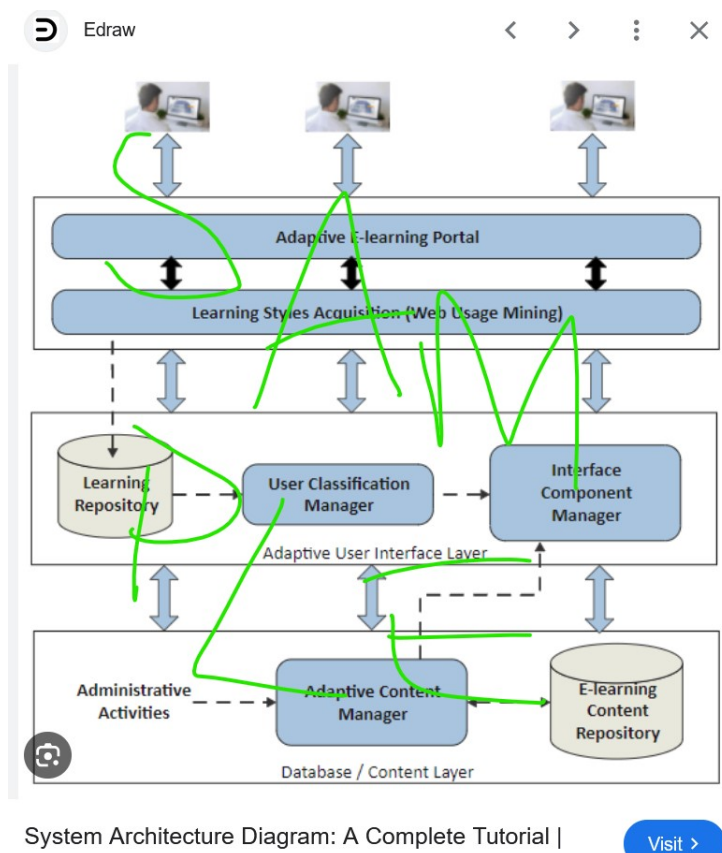 Edraw
Adaptive E-learning Portal
Learning Styles Acquisition (Web Usage Mining)
Learning
Repository
User Classification
Manager
Interface
Component
Manager
Adaptive User Interface Layer
Administrative
Activities
Adaptive Content
Manager
E-learning
Content
Repository
Database / Content Layer
SAMPLE
System Architecture Diagram: A Complete Tutorial |
Visit >